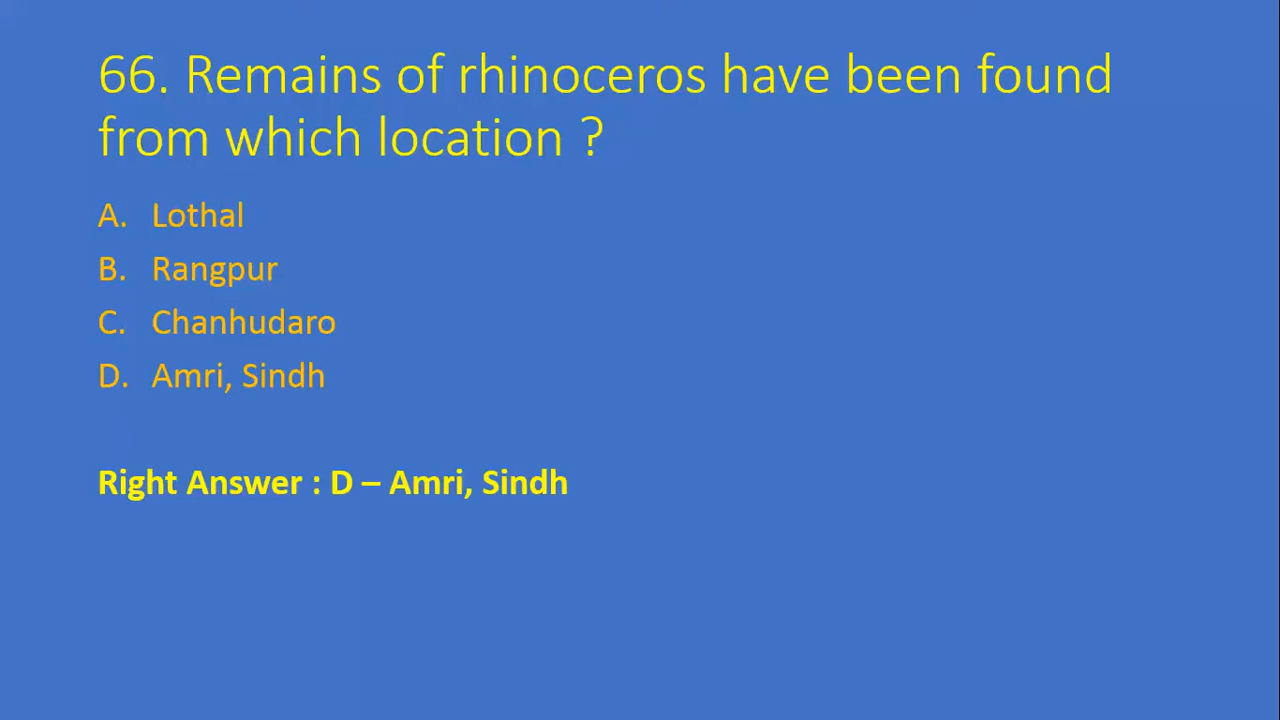 66. Remains of rhinoceros have been found
from which location ?
A. Lothal
B. Rangpur
C. Chanhudaro
D. Amri, Sindh
Right Answer : D – Amri, Sindh